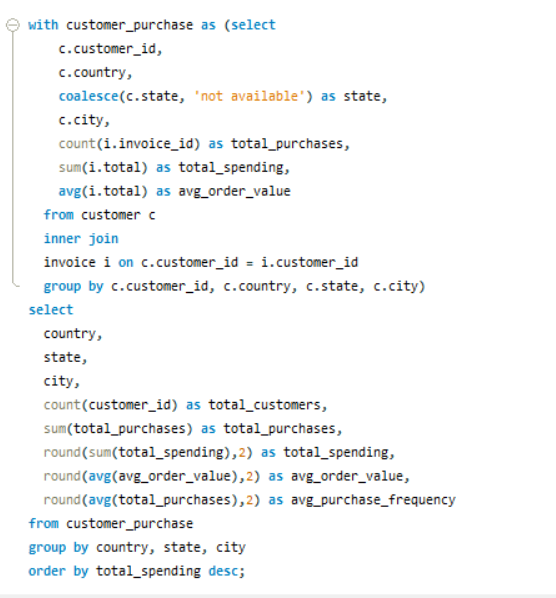 with customer_purchase as (select
c.customer_id,
c.country,
coalesce(c.state, 'not available') as state,
c.city,
count(i.invoice_id) as total_purchases,
sum(i.total) as total_spending,
avg(i.total) as avg_order_value
from customer c
inner join
invoice i on c.customer_id = i.customer_id
group by c.customer_id, c.country, c.state, c.city)
select
country,
state,
city,
count(customer_id) as total_customers,
sum(total_purchases) as total_purchases,
round(sum(total_spending),2) as total_spending,
round(avg(avg_order_value),2) as avg_order_value,
round(avg(total_purchases),2) as avg_purchase_frequency
from customer_purchase
group by country, state, city
order by total_spending desc;